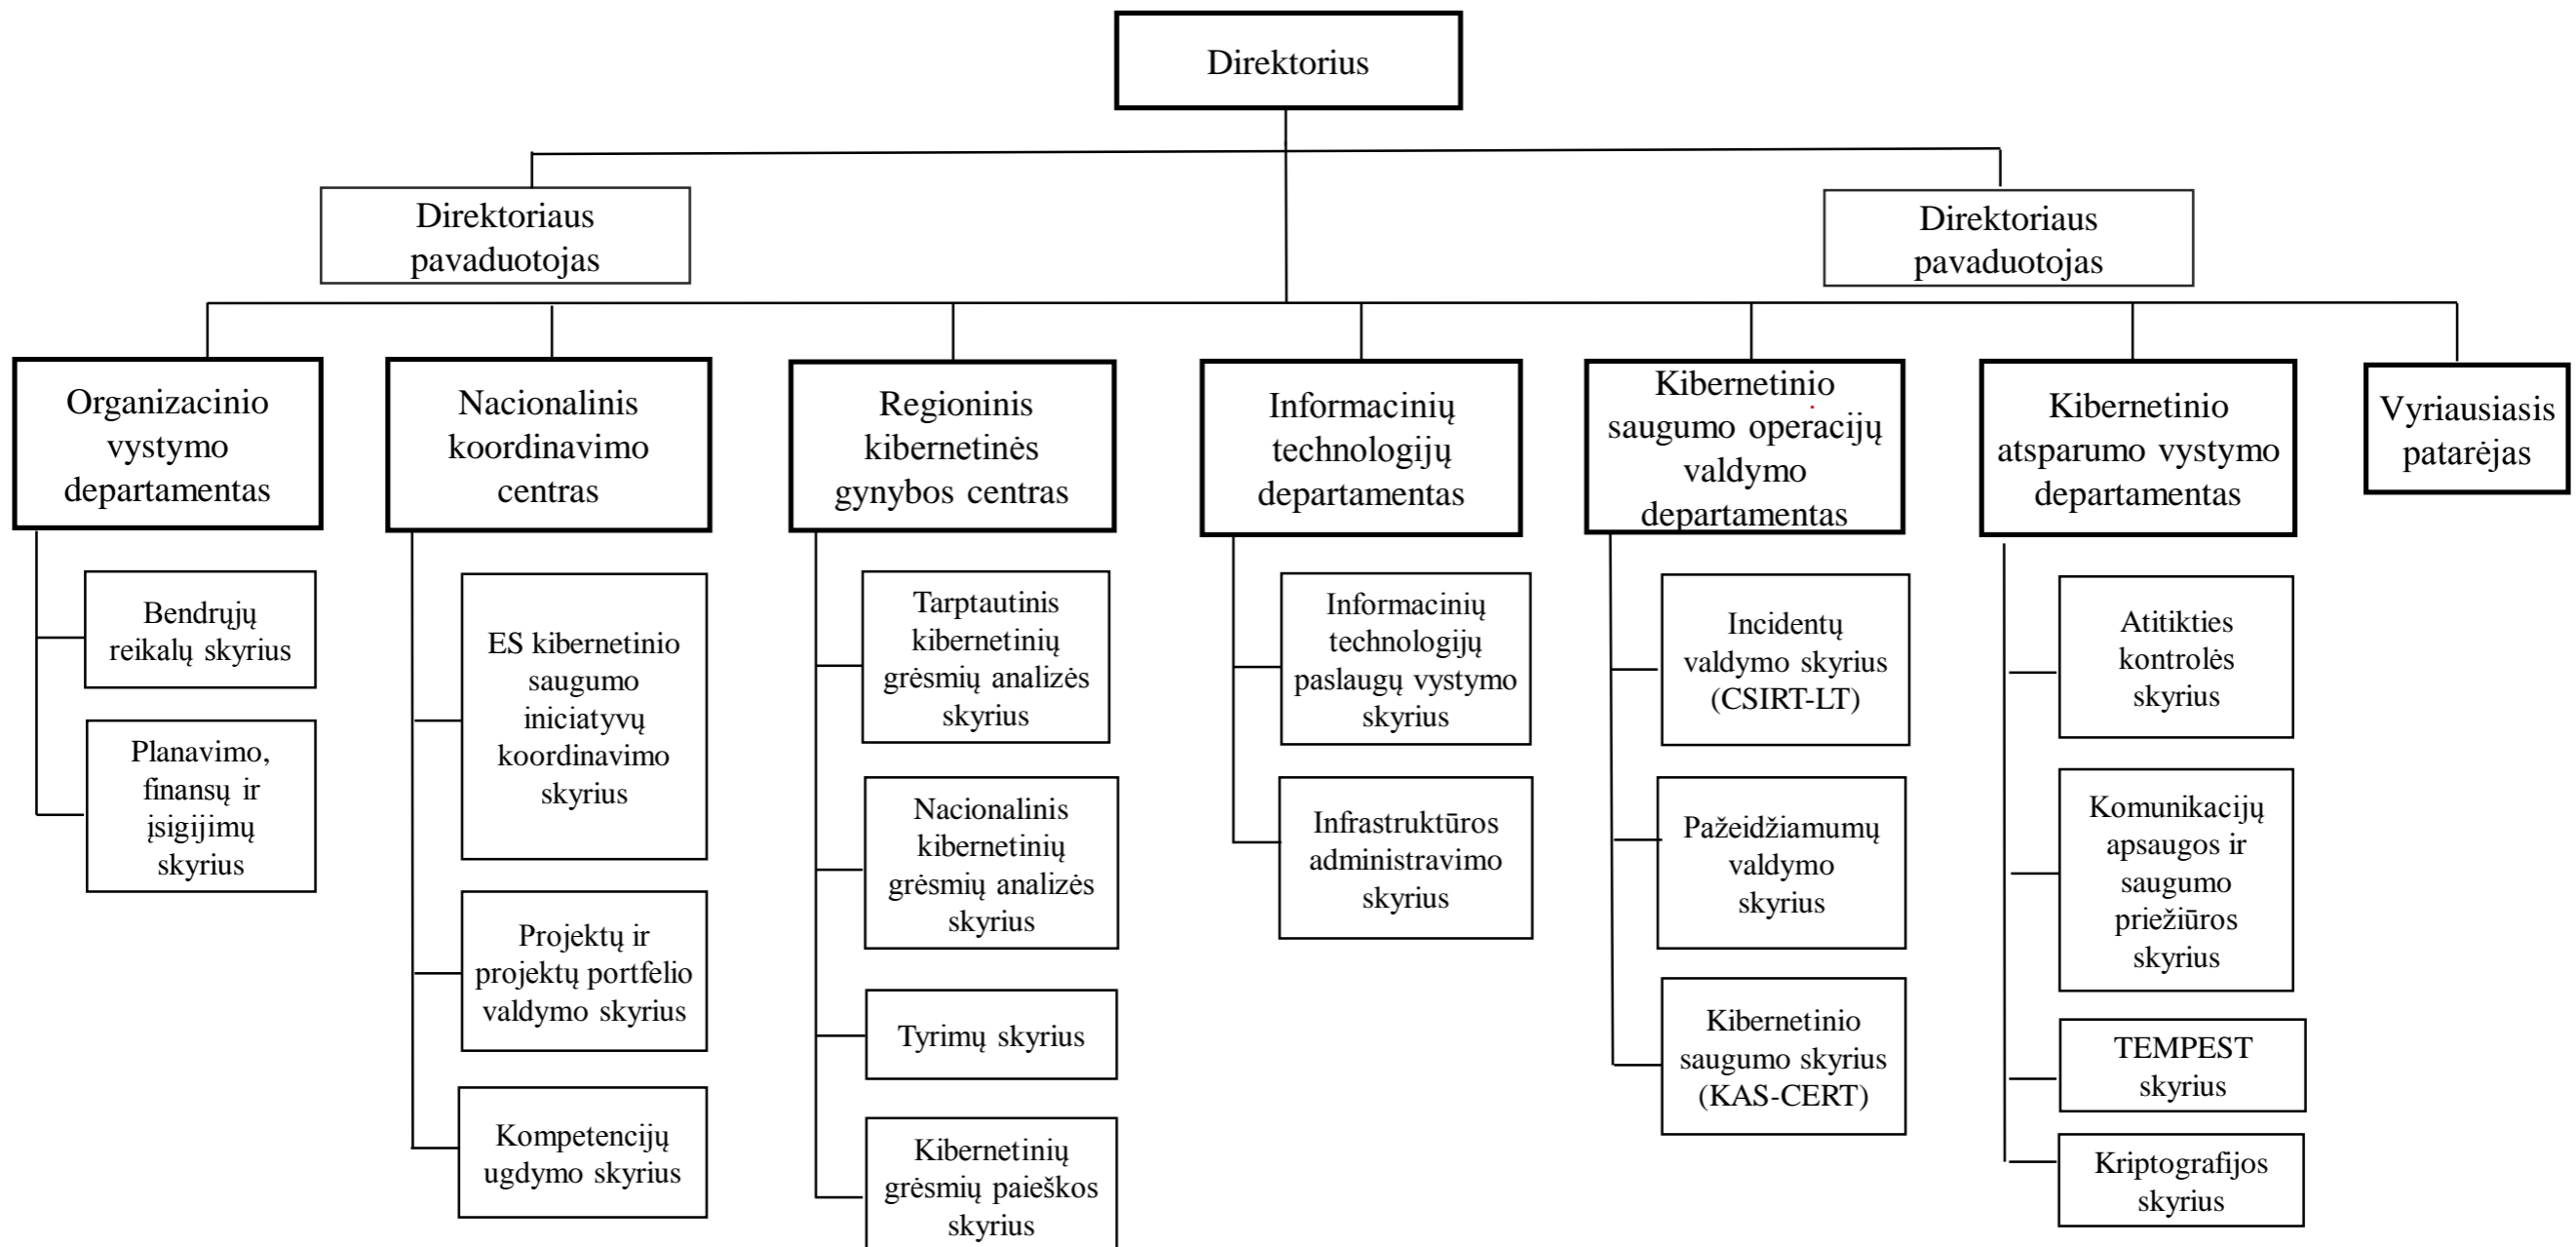 Direktorius
Direktoriaus
pavaduotojas
Direktoriaus
pavaduotojas
Organizacinio
vystymo
departamentas
Bendrųjų
reikalų skyrius
Planavimo,
finansų ir
įsigijimų
skyrius
Nacionalinis
koordinavimo
centras
ES kibernetinio
saugumo
iniciatyvų
koordinavimo
skyrius
Projektų ir
projektų portfelio
valdymo skyrius
Kompetencijų
ugdymo skyrius
Regioninis
kibernetinės
gynybos centras
Tarptautinis
kibernetinių
grėsmių analizės
skyrius
Nacionalinis
kibernetinių
grėsmių analizės
skyrius
Tyrimų skyrius
Kibernetinių
grėsmių paieškos
skyrius
Informacinių
technologijų
departamentas
Informacinių
technologijų
paslaugų vystymo
skyrius
Infrastruktūros
administravimo
skyrius
Kibernetinio
saugumo operacijų
valdymo
departamentas
Incidentų
valdymo skyrius
(CSIRT-LT)
Pažeidžiamumų
valdymo
skyrius
Kibernetinio
saugumo skyrius
(KAS-CERT)
Kibernetinio
atsparumo vystymo
departamentas
Atitikties
kontrolės
skyrius
Komunikacijų
apsaugos ir
saugumo
priežiūros
skyrius
TEMPEST
skyrius
Kriptografijos
skyrius
Vyriausiasis
patarėjas